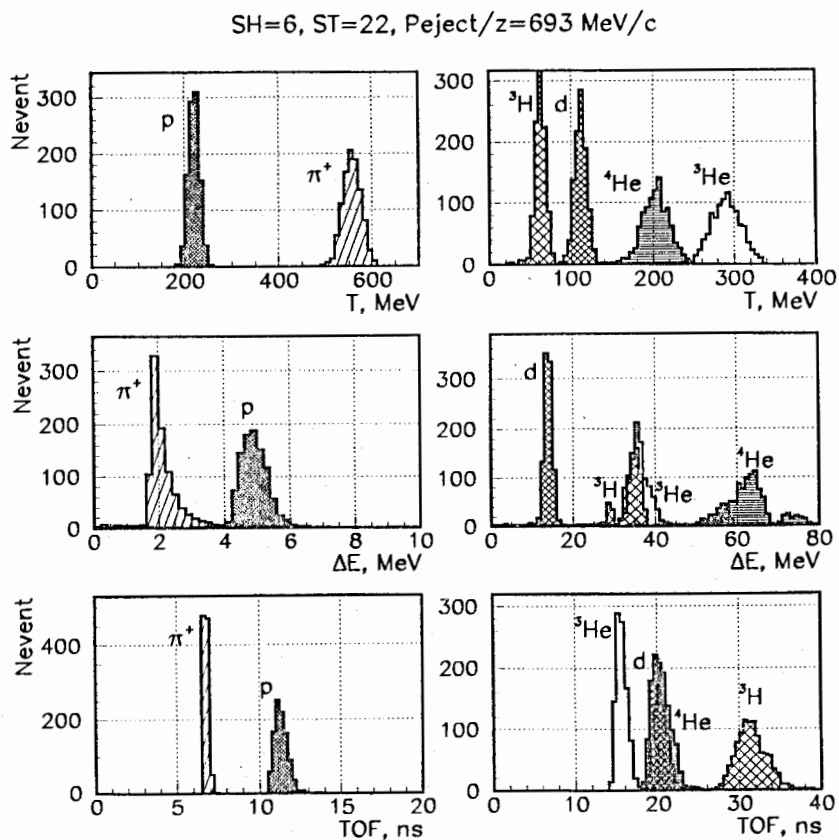 SH=6, ST=22, Peject/z=693 MeV/c
Nevent
300
200
100
0
p
π⁺
0
200
400
600
T, MeV
300
200
100
0
³H
d
⁴He
³He
0
100
200
300
400
T, MeV
Nevent
300
200
100
0
π⁺
p
0
2
4
6
8
10
ΔE, MeV
300
200
100
0
d
³H
³He
⁴He
0
20
40
60
80
ΔE, MeV
Nevent
400
200
0
π⁺
p
0
5
10
15
20
TOF, ns
300
200
100
0
³He
d
⁴He
³H
0
10
20
30
40
TOF, ns